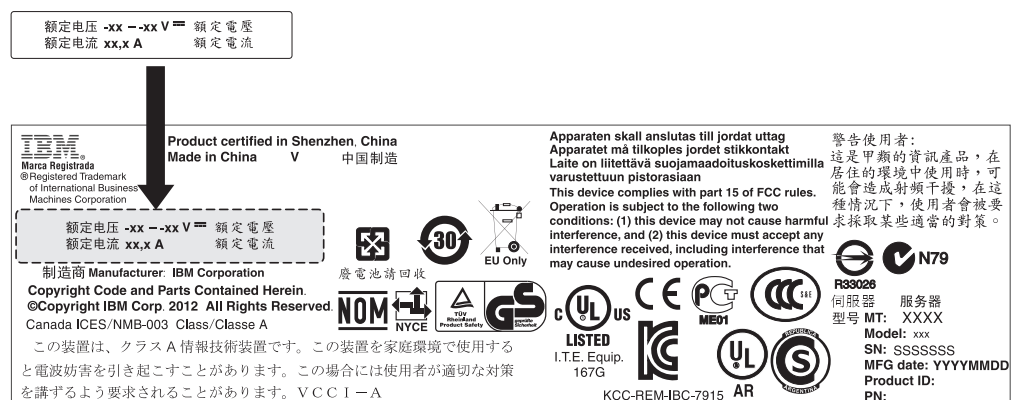 额定电压 -xx – -xx V 額定電壓
额定电流 xx,x A 額定電流
IBM®
Marca Registrada
® Registered Trademark
of International Business
Machines Corporation
Product certified in Shenzhen, China
Made in China V 中国制造
额定电压 -xx – -xx V 額定電壓
额定电流 xx,x A 額定電流
制造商 Manufacturer: IBM Corporation
Copyright Code and Parts Contained Herein.
©Copyright IBM Corp. 2012 All Rights Reserved.
Canada ICES/NMB-003 Class/Classe A
この装置は、クラスA情報技術装置です。この装置を家庭環境で使用する
と電波妨害を引き起こすことがあります。この場合には使用者が適切な対策
を講ずるよう要求されることがあります。VCCI-A
廢電池請回收
30
EU Only
NOM
NYCE
TÜV
Rheinland
Product Safety
GS
geprüfte
Sicherheit
Apparaten skall anslutas till jordat uttag
Apparatet må tilkoples jordet stikkontakt
Laite on liitettävä suojamaadoituskoskettimilla
varustettuun pistorasiaan
This device complies with part 15 of FCC rules.
Operation is subject to the following two
conditions: (1) this device may not cause harmful
interference, and (2) this device must accept any
interference received, including interference that
may cause undesired operation.
C UL US
LISTED
I.T.E. Equip.
167G
CE
PCT
ME01
CCC S&E
KC
KCC-REM-IBC-7915
UL
AR
REPUBLICA
S
ARGENTINA
警告使用者:
這是甲類的資訊產品,在
居住的環境中使用時,可
能會造成射頻干擾,在這
種情況下,使用者會被要
求採取某些適當的對策。
R33026
N79
伺服器 服务器
型号 MT: XXXX
Model: xxx
SN: SSSSSSS
MFG date: YYYYMMDD
Product ID:
PN: